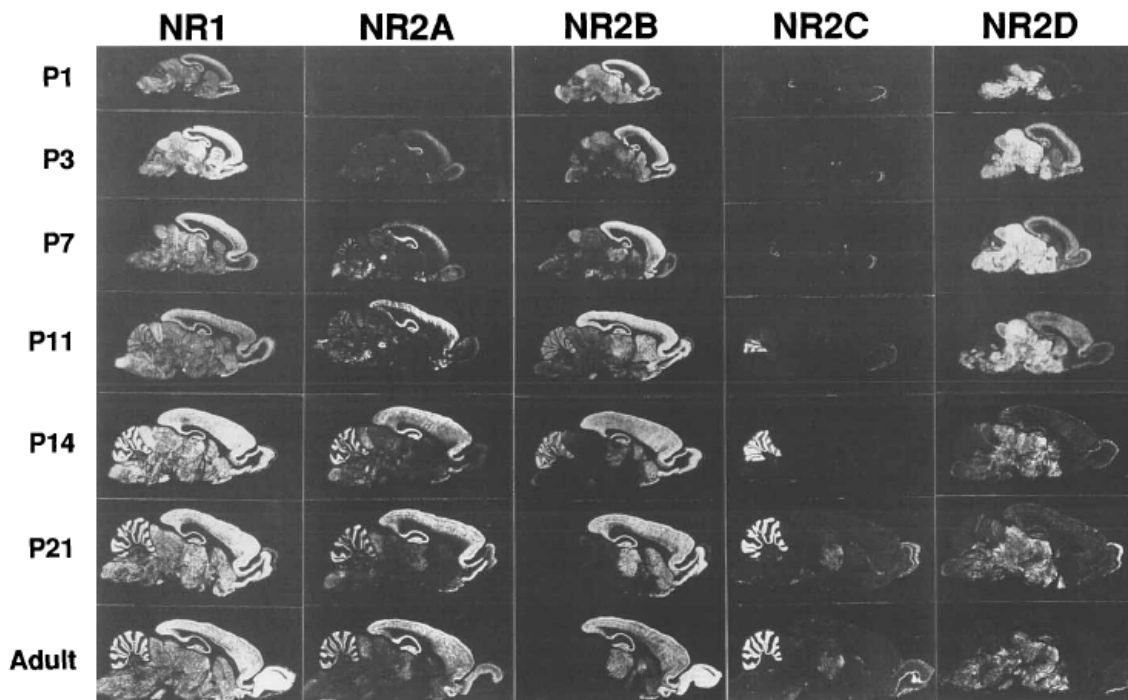 NR1 NR2A NR2B NR2C NR2D
P1
P3
P7
P11
P14
P21
Adult